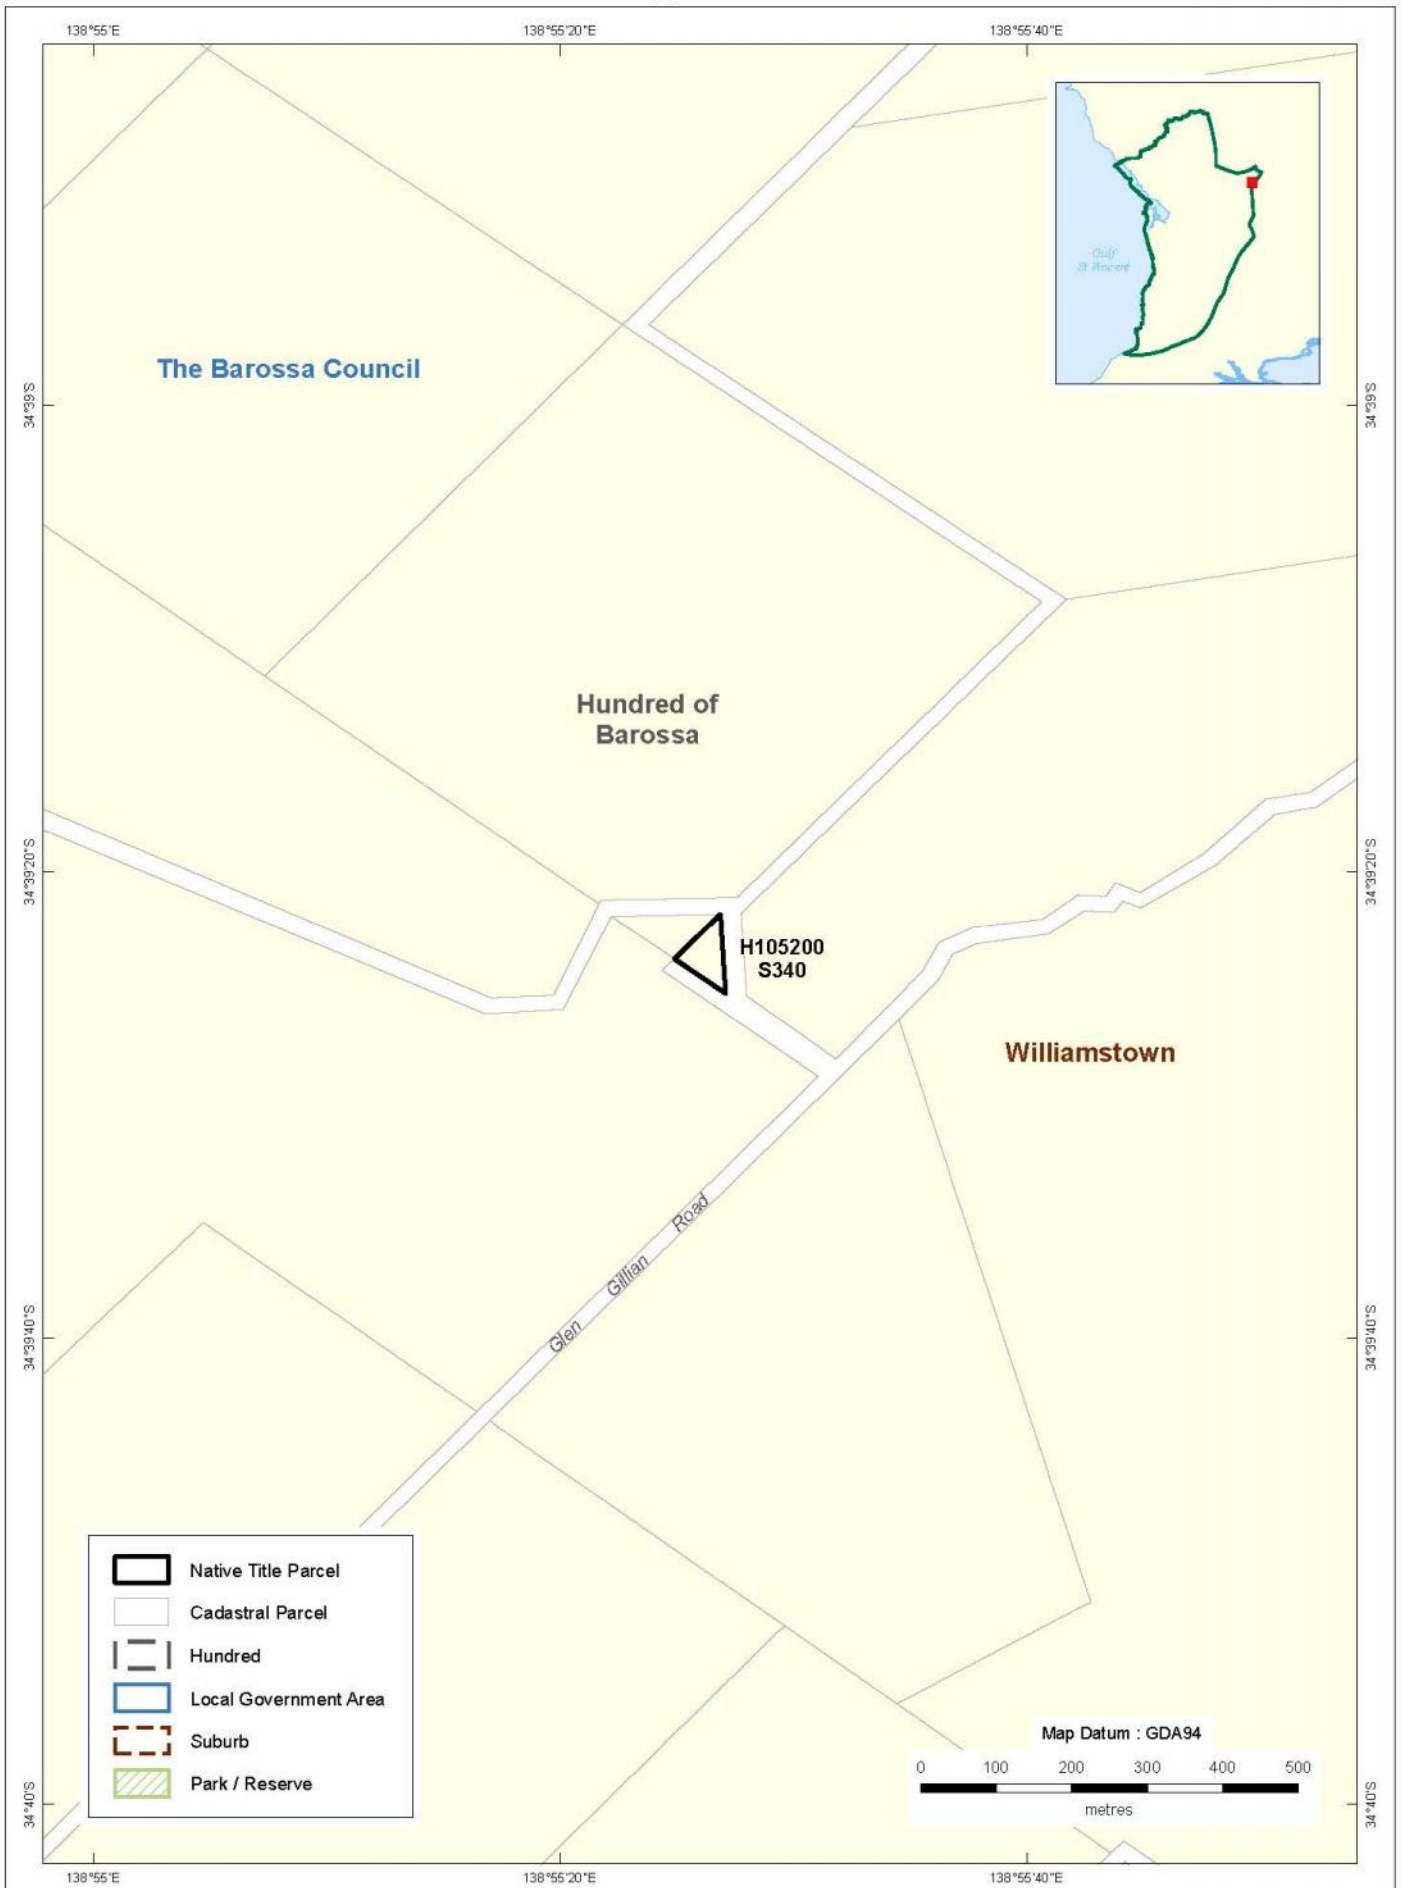 138°55'E
138°55'20"E
138°55'40"E
Gulf
St Vincent
The Barossa Council
34°39'S
34°39'S
Hundred of
Barossa
34°39'20"S
34°39'20"S
H105200
S340
Williamstown
Glen Gillian Road
34°39'40"S
34°39'40"S
Native Title Parcel
Cadastral Parcel
Hundred
Local Government Area
Suburb
Park / Reserve
Map Datum : GDA94
0 100 200 300 400 500
metres
34°40'S
34°40'S
138°55'E
138°55'20"E
138°55'40"E